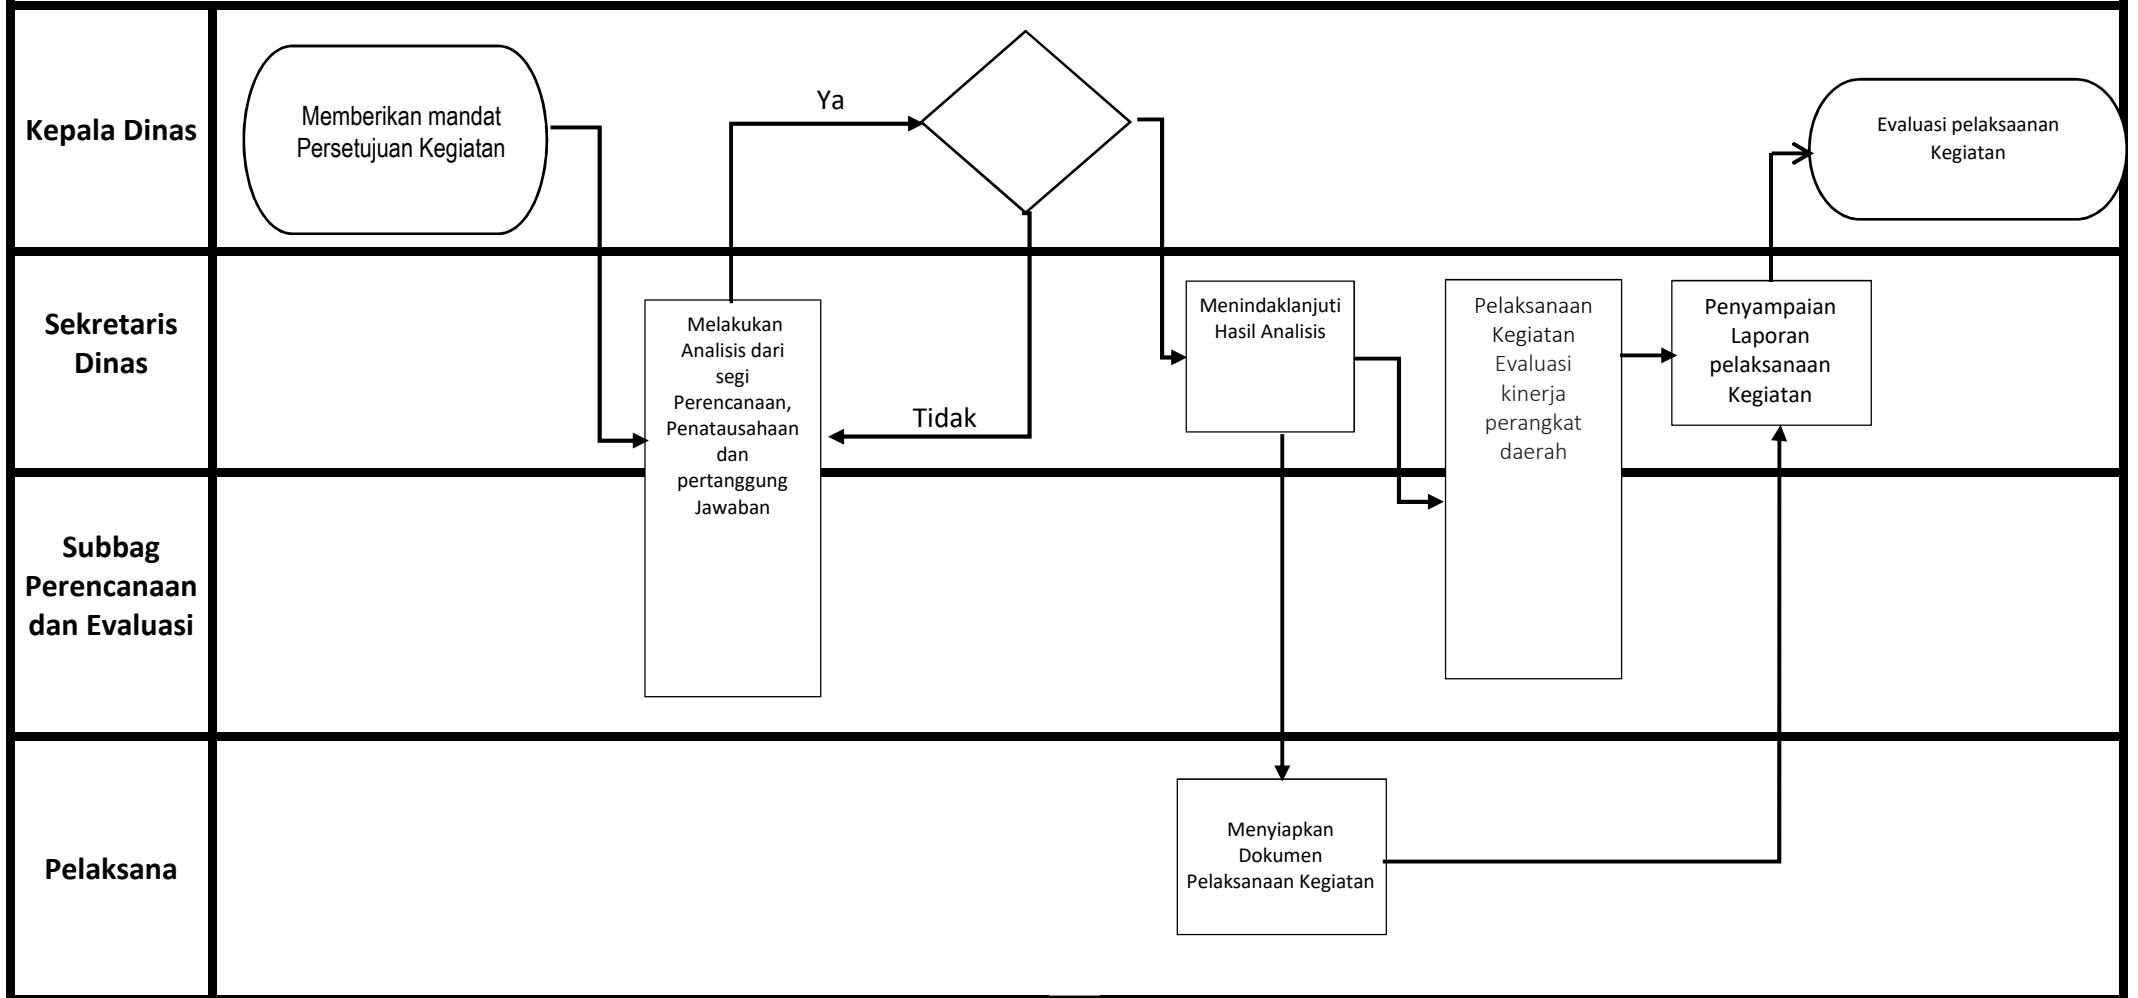 Kepala Dinas
Memberikan mandat
Persetujuan Kegiatan
Ya
Evaluasi pelaksaanan
Kegiatan
Sekretaris
Dinas
Melakukan
Analisis dari
segi
Perencanaan,
Penatausahaan
dan
pertanggung
Jawaban
Tidak
Menindaklanjuti
Hasil Analisis
Pelaksanaan
Kegiatan
Evaluasi
kinerja
perangkat
daerah
Penyampaian
Laporan
pelaksanaan
Kegiatan
Subbag
Perencanaan
dan Evaluasi
Pelaksana
Menyiapkan
Dokumen
Pelaksanaan Kegiatan